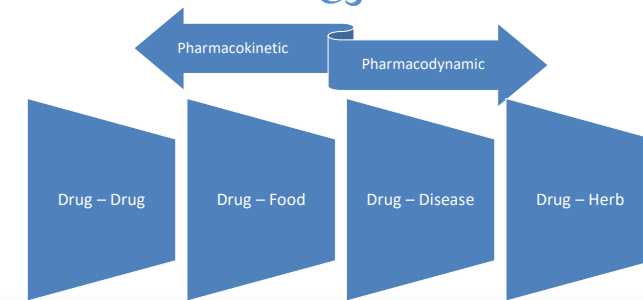 Pharmacokinetic
Pharmacodynamic
Drug – Drug
Drug – Food
Drug – Disease
Drug – Herb